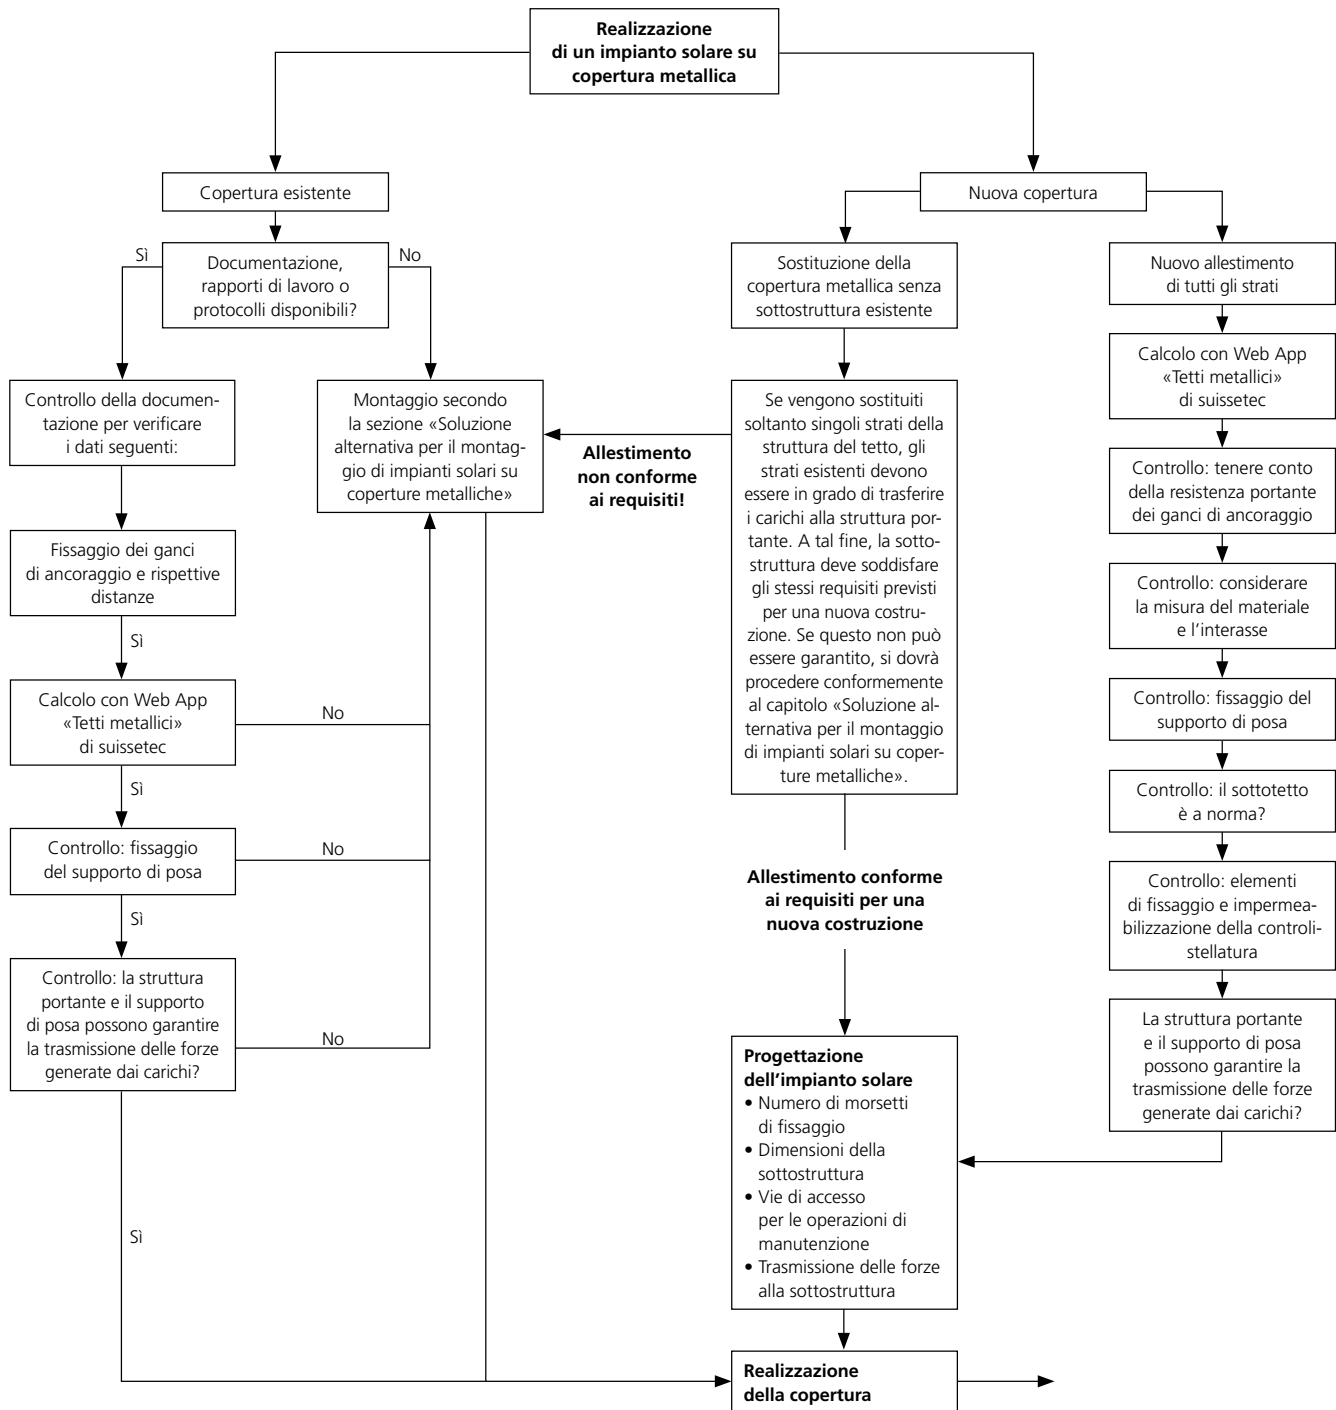 Realizzazione
di un impianto solare su
copertura metallica
Copertura esistente
Nuova copertura
Sì
Documentazione,
rapporti di lavoro o
protocolli disponibili?
No
Sostituzione della
copertura metallica senza
sottostruttura esistente
Nuovo allestimento
di tutti gli strati
Controllo della documen-
tazione per verificare
i dati seguenti:
Montaggio secondo
la sezione «Soluzione
alternativa per il montag-
gio di impianti solari su
coperture metalliche»
Allestimento
non conforme
ai requisiti!
Se vengono sostituiti
soltanto singoli strati della
struttura del tetto, gli
strati esistenti devono
essere in grado di trasferire
i carichi alla struttura por-
tante. A tal fine, la sotto-
struttura deve soddisfare
gli stessi requisiti previsti
per una nuova costru-
zione. Se questo non può
essere garantito, si dovrà
procedere conformemente
al capitolo «Soluzione al-
ternativa per il montaggio
di impianti solari su coper-
ture metalliche».
Calcolo con Web App
«Tetti metallici»
di suissetec
Controllo: tenere conto
della resistenza portante
dei ganci di ancoraggio
Controllo: considerare
la misura del materiale
e l'interasse
Controllo: fissaggio del
supporto di posa
Controllo: il sottotetto
è a norma?
Controllo: elementi
di fissaggio e impermea-
bilizzazione della controli-
stellatura
La struttura portante
e il supporto di posa
possono garantire la
trasmissione delle forze
generate dai carichi?
Fissaggio dei ganci
di ancoraggio e rispettive
distanze
Sì
Calcolo con Web App
«Tetti metallici»
di suissetec
No
Sì
Controllo: fissaggio
del supporto di posa
No
Sì
Controllo: la struttura
portante e il supporto
di posa possono garantire
la trasmissione delle forze
generate dai carichi?
No
Sì
Allestimento conforme
ai requisiti per una
nuova costruzione
Progettazione
dell'impianto solare
• Numero di morsetti
di fissaggio
• Dimensioni della
sottostruttura
• Vie di accesso
per le operazioni di
manutenzione
• Trasmissione delle forze
alla sottostruttura
Realizzazione
della copertura